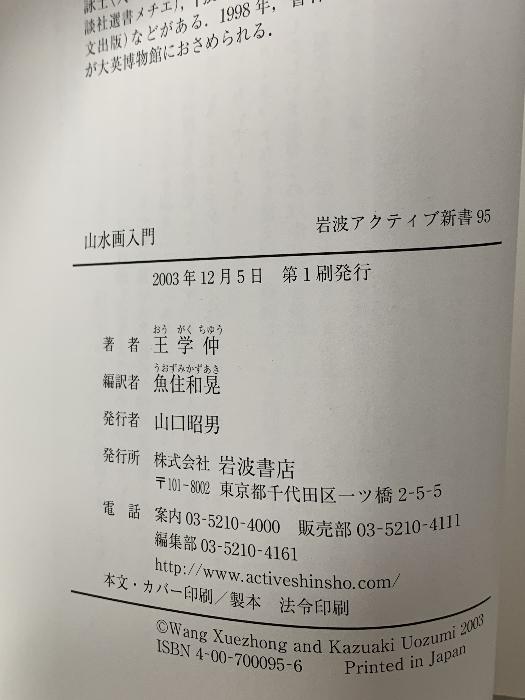 談社選書メチエ),
文出版)などがある. 1998年,
が大英博物館におさめられる.
山水画入門
岩波アクティブ新書95
2003年12月5日 第1刷発行
おう がく ちゅう
著者 王学仲
うおずみかずあき
編訳者 魚住和晃
発行者 山口昭男
発行所 株式会社 岩波書店
〒101-8002 東京都千代田区一ツ橋2-5-5
電話 案内03-5210-4000 販売部03-5210-4111
編集部03-5210-4161
http://www.activeshinsho.com/
本文・カバー印刷/製本 法令印刷
©Wang Xuezhong and Kazuaki Uozumi 2003
ISBN 4-00-700095-6 Printed in Japan